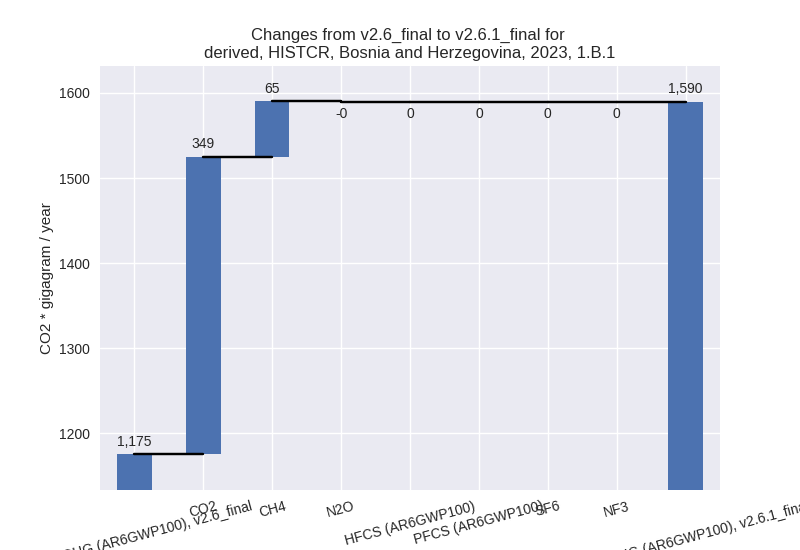 Changes from v2.6_final to v2.6.1_final for
derived, HISTCR, Bosnia and Herzegovina, 2023, 1.B.1
CO2 * gigagram / year
1600
1500
1400
1300
1200
1,175
349
65
-0
0
0
0
0
1,590
(AR6GWP100), v2.6_final
CO2
CH4
N2O
HFCS (AR6GWP100)
PFCS (AR6GWP100)
SF6
NF3
(AR6GWP100), v2.6.1